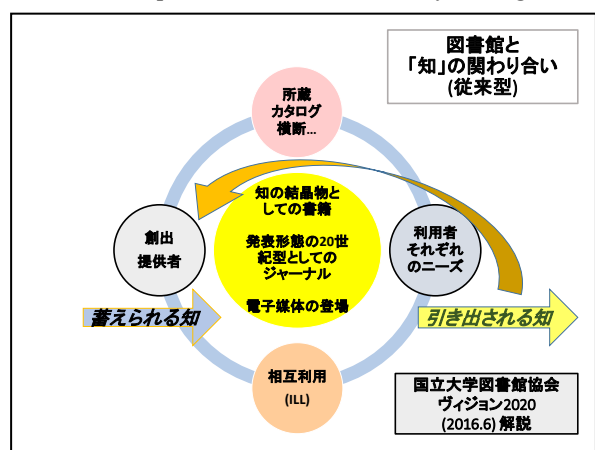 図書館と
「知」の関わり合い
(従来型)
所蔵
カタログ
横断...
知の結晶物と
しての書籍
発表形態の20世
紀型としての
ジャーナル
電子媒体の登場
創出
提供者
利用者
それぞれ
のニーズ
蓄えられる知
引き出される知
相互利用
(ILL)
国立大学図書館協会
ヴィジョン2020
(2016.6) 解説